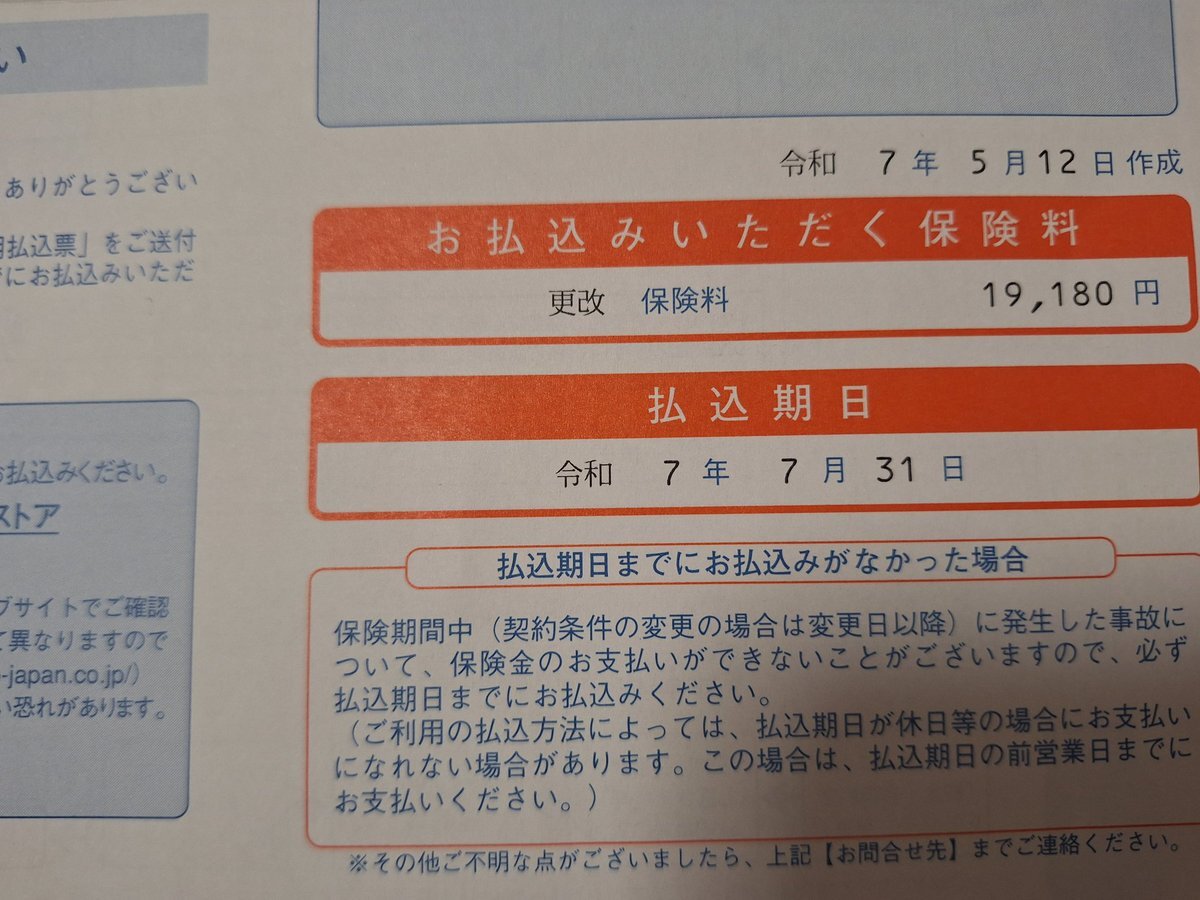 い
ありがとうござい
払込票」をご送付
にお払込みいただ
お払込みください。
ストア
ブサイトでご確認
異なりますので
-japan.co.jp/)
い恐れがあります。
令和 7年 5月12日作成
お払込みいただく保険料
更改 保険料 19,180円
払込期日
令和 7年 7月31日
払込期日までにお払込みがなかった場合
保険期間中(契約条件の変更の場合は変更日以降)に発生した事故に
ついて、保険金のお支払いができないことがございますので、必ず
払込期日までにお払込みください。
(ご利用の払込方法によっては、払込期日が休日等の場合にお支払い
になれない場合があります。この場合は、払込期日の前営業日までに
お支払いください。)
※その他ご不明な点がございましたら、上記【お問合せ先】までご連絡ください。